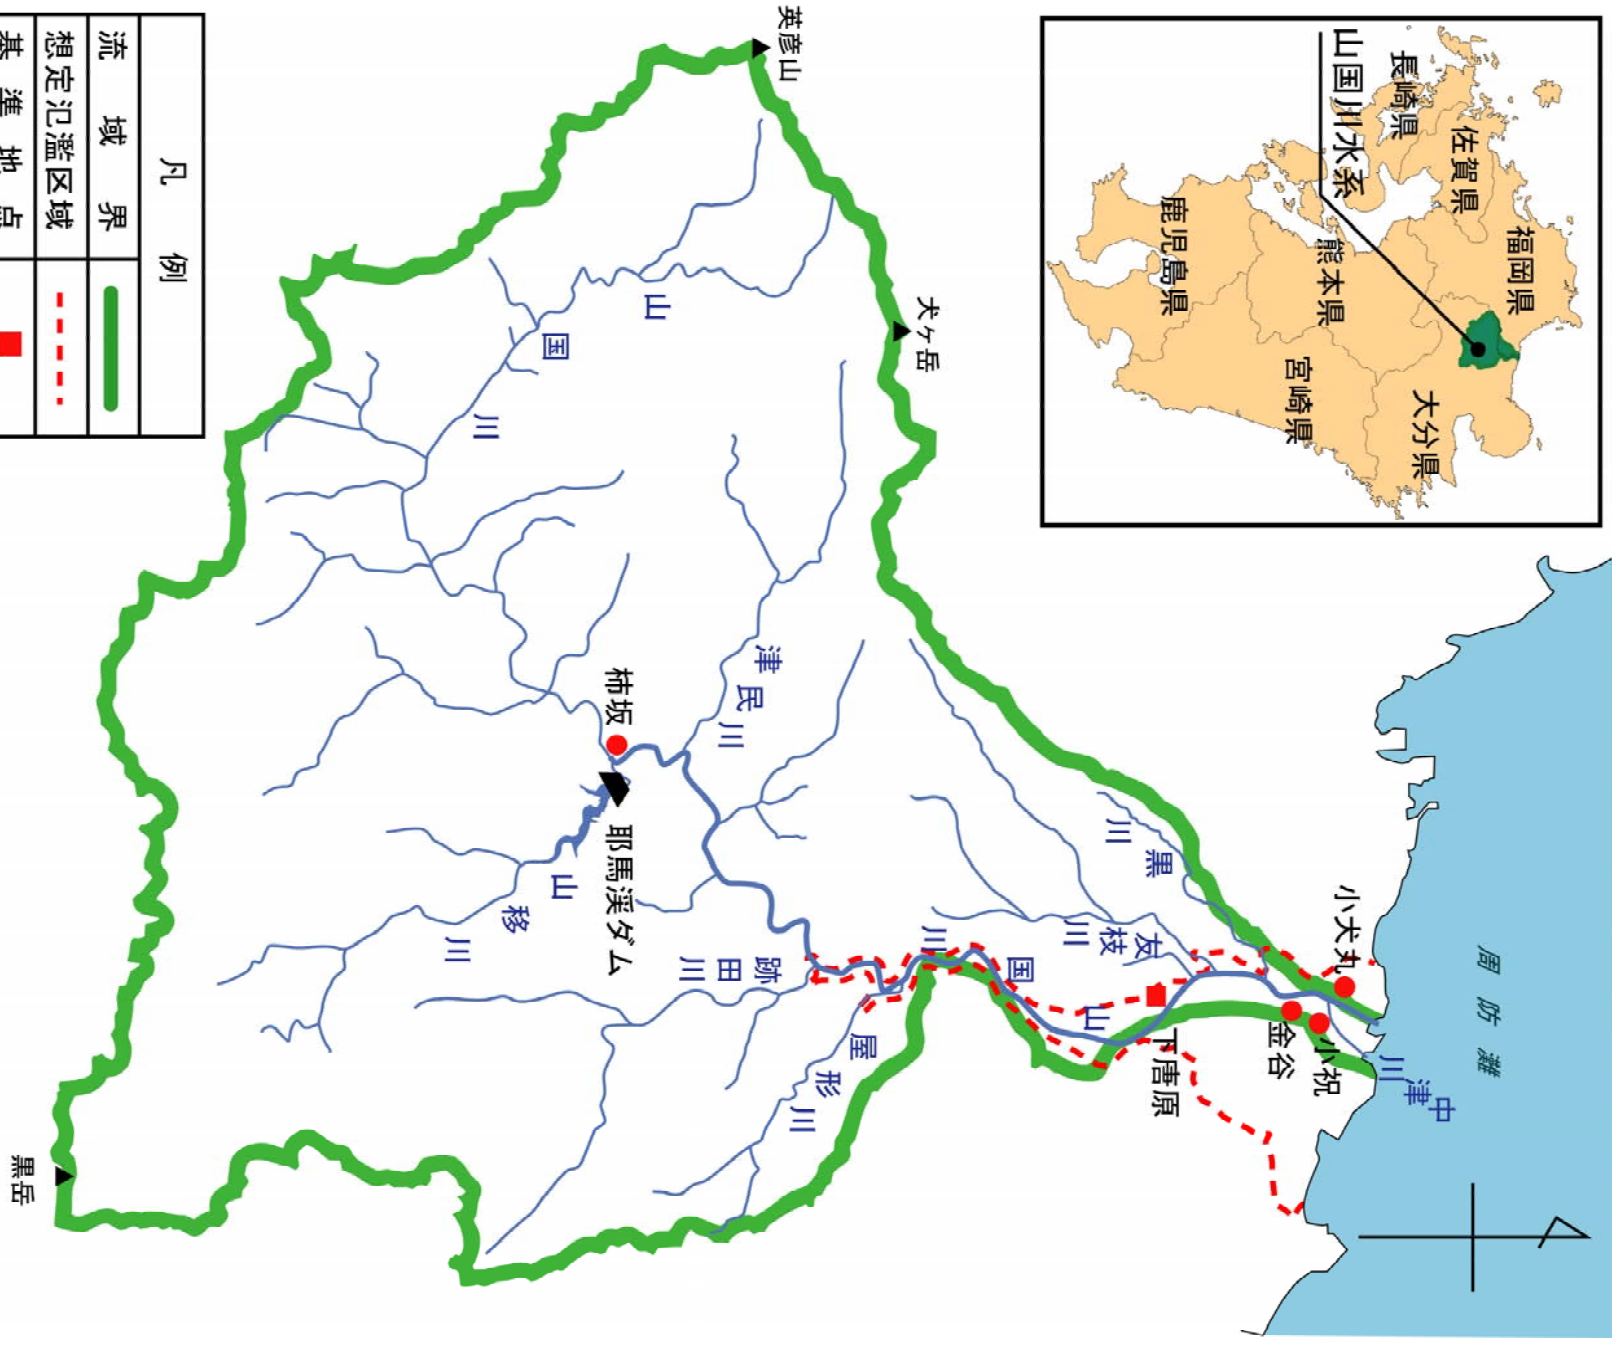 山国川水系
福岡県
佐賀県
長崎県
大分県
熊本県
宮崎県
鹿児島県
周防灘
中津川
小犬丸
小祝
金谷
下唐原
黒川
友枝川
山国川
屋形川
跡田川
津民川
山移川
耶馬渓ダム
柿坂
山国川
犬ヶ岳
英彦山
黒岳
凡例
流域界
想定氾濫区域
基準地点